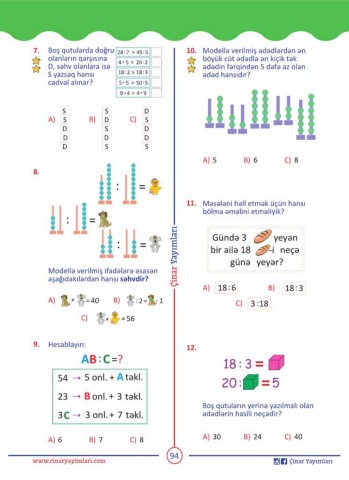 7. Boş qutularda doğru
olanların qarşısına
D, səhv olanlara isə
S yazsaq hansı
cədvəl alınar?
28:7 > 45:5
4+5 = 20:2
18:2 > 18:3
5+5 = 50:5
9×4 = 4×9
A) S S D D D
B) S D S D D
C) D S D S D
8.
: =
: =
: =
Modellə verilmiş ifadələrə əsasən
aşağıdakılardan hansı səhvdir?
A) × = 40 B) : 2 = : 1
C) × = 56
9. Hesablayın:
AB : C = ?
54 → 5 onl. + A təkl.
23 → B onl. + 3 təkl.
3C → 3 onl. + 7 təkl.
A) 6 B) 7 C) 8
10. Modellə verilmiş ədədlərdən ən
böyük cüt ədədlə ən kiçik tək
ədədin fərqindən 5 dəfə az olan
ədəd hansıdır?
A) 5 B) 6 C) 8
11. Məsələni həll etmək üçün hansı
bölmə əməlini etməliyik?
Gündə 3 yeyən
bir ailə 18 -i neçə
günə yeyər?
A) 18:6 B) 18:3
C) 3:18
12.
18 : 3 =
20 : = 5
Boş qutuların yerinə yazılmalı olan
ədədlərin hasili neçədir?
A) 30 B) 24 C) 40
Çinar Yayımları
www.cinaryayimlari.com
94
Çinar Yayımları